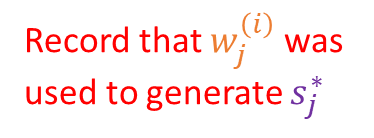 Record that $w_j^{(i)}$ was
used to generate $s_j^*$